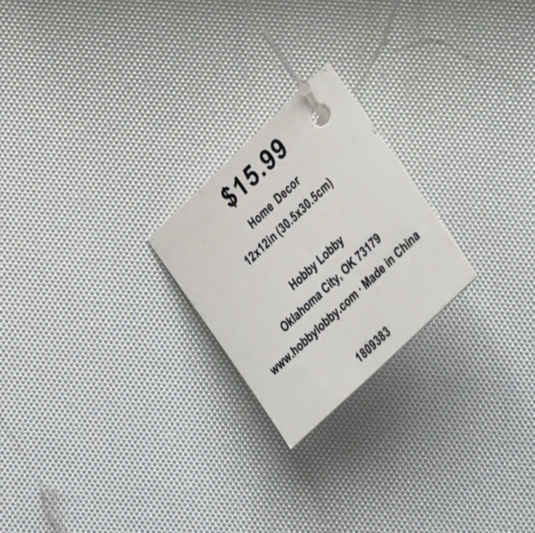 $15.99
Home Decor
12x12in (30.5x30.5cm)
Hobby Lobby
Oklahoma City, OK 73179
www.hobbylobby.com · Made in China
1809383